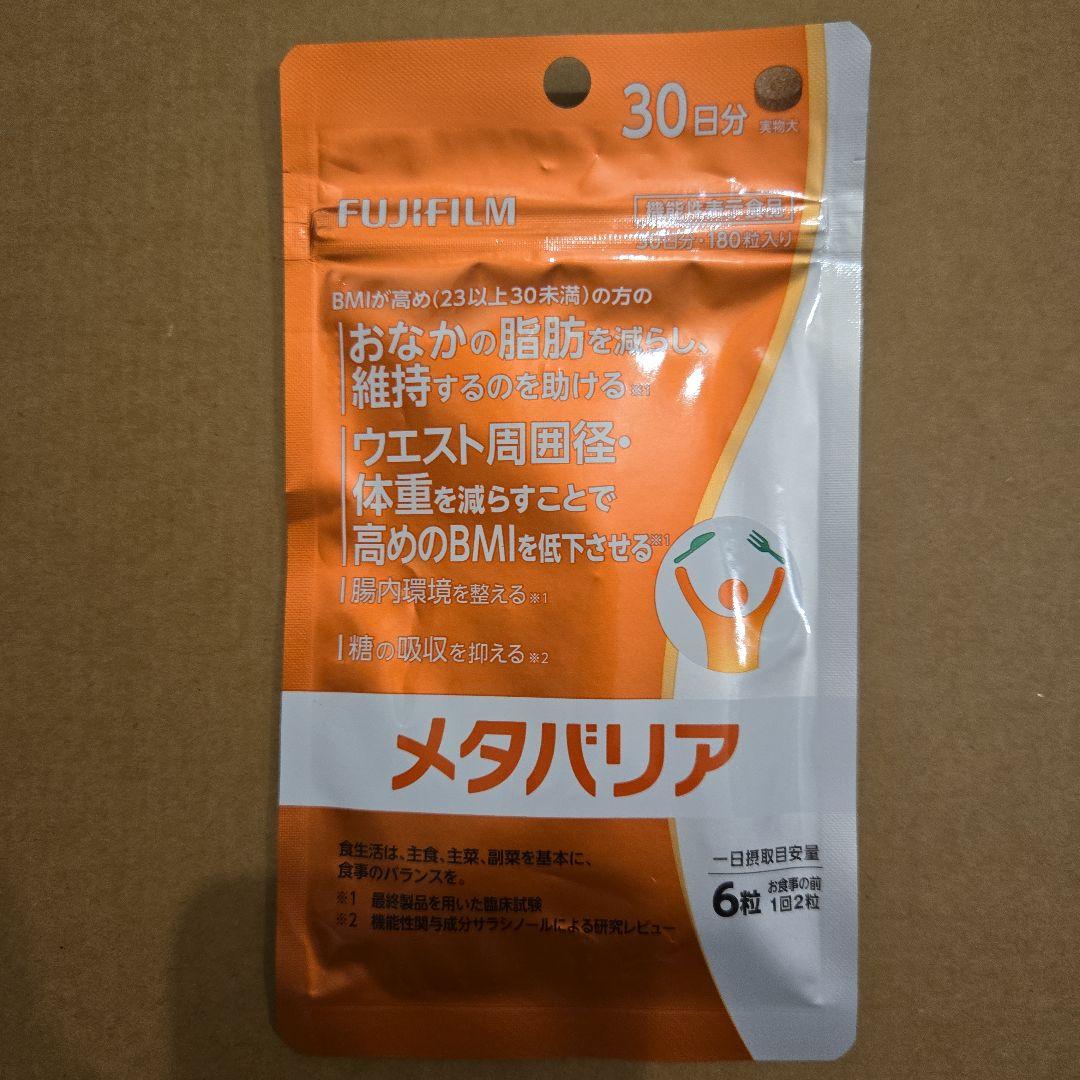 30日分
実物大
FUJIFILM
機能性表示食品
30日分・180粒入り
BMIが高め(23以上30未満)の方の
おなかの脂肪を減らし、
維持するのを助ける※1
ウエスト周囲径・
体重を減らすことで
高めのBMIを低下させる※1
腸内環境を整える※1
糖の吸収を抑える※2
メタバリア
食生活は、主食、主菜、副菜を基本に、
食事のバランスを。
※1 最終製品を用いた臨床試験
※2 機能性関与成分サラシノールによる研究レビュー
一日摂取目安量
6粒 お食事の前
1回2粒